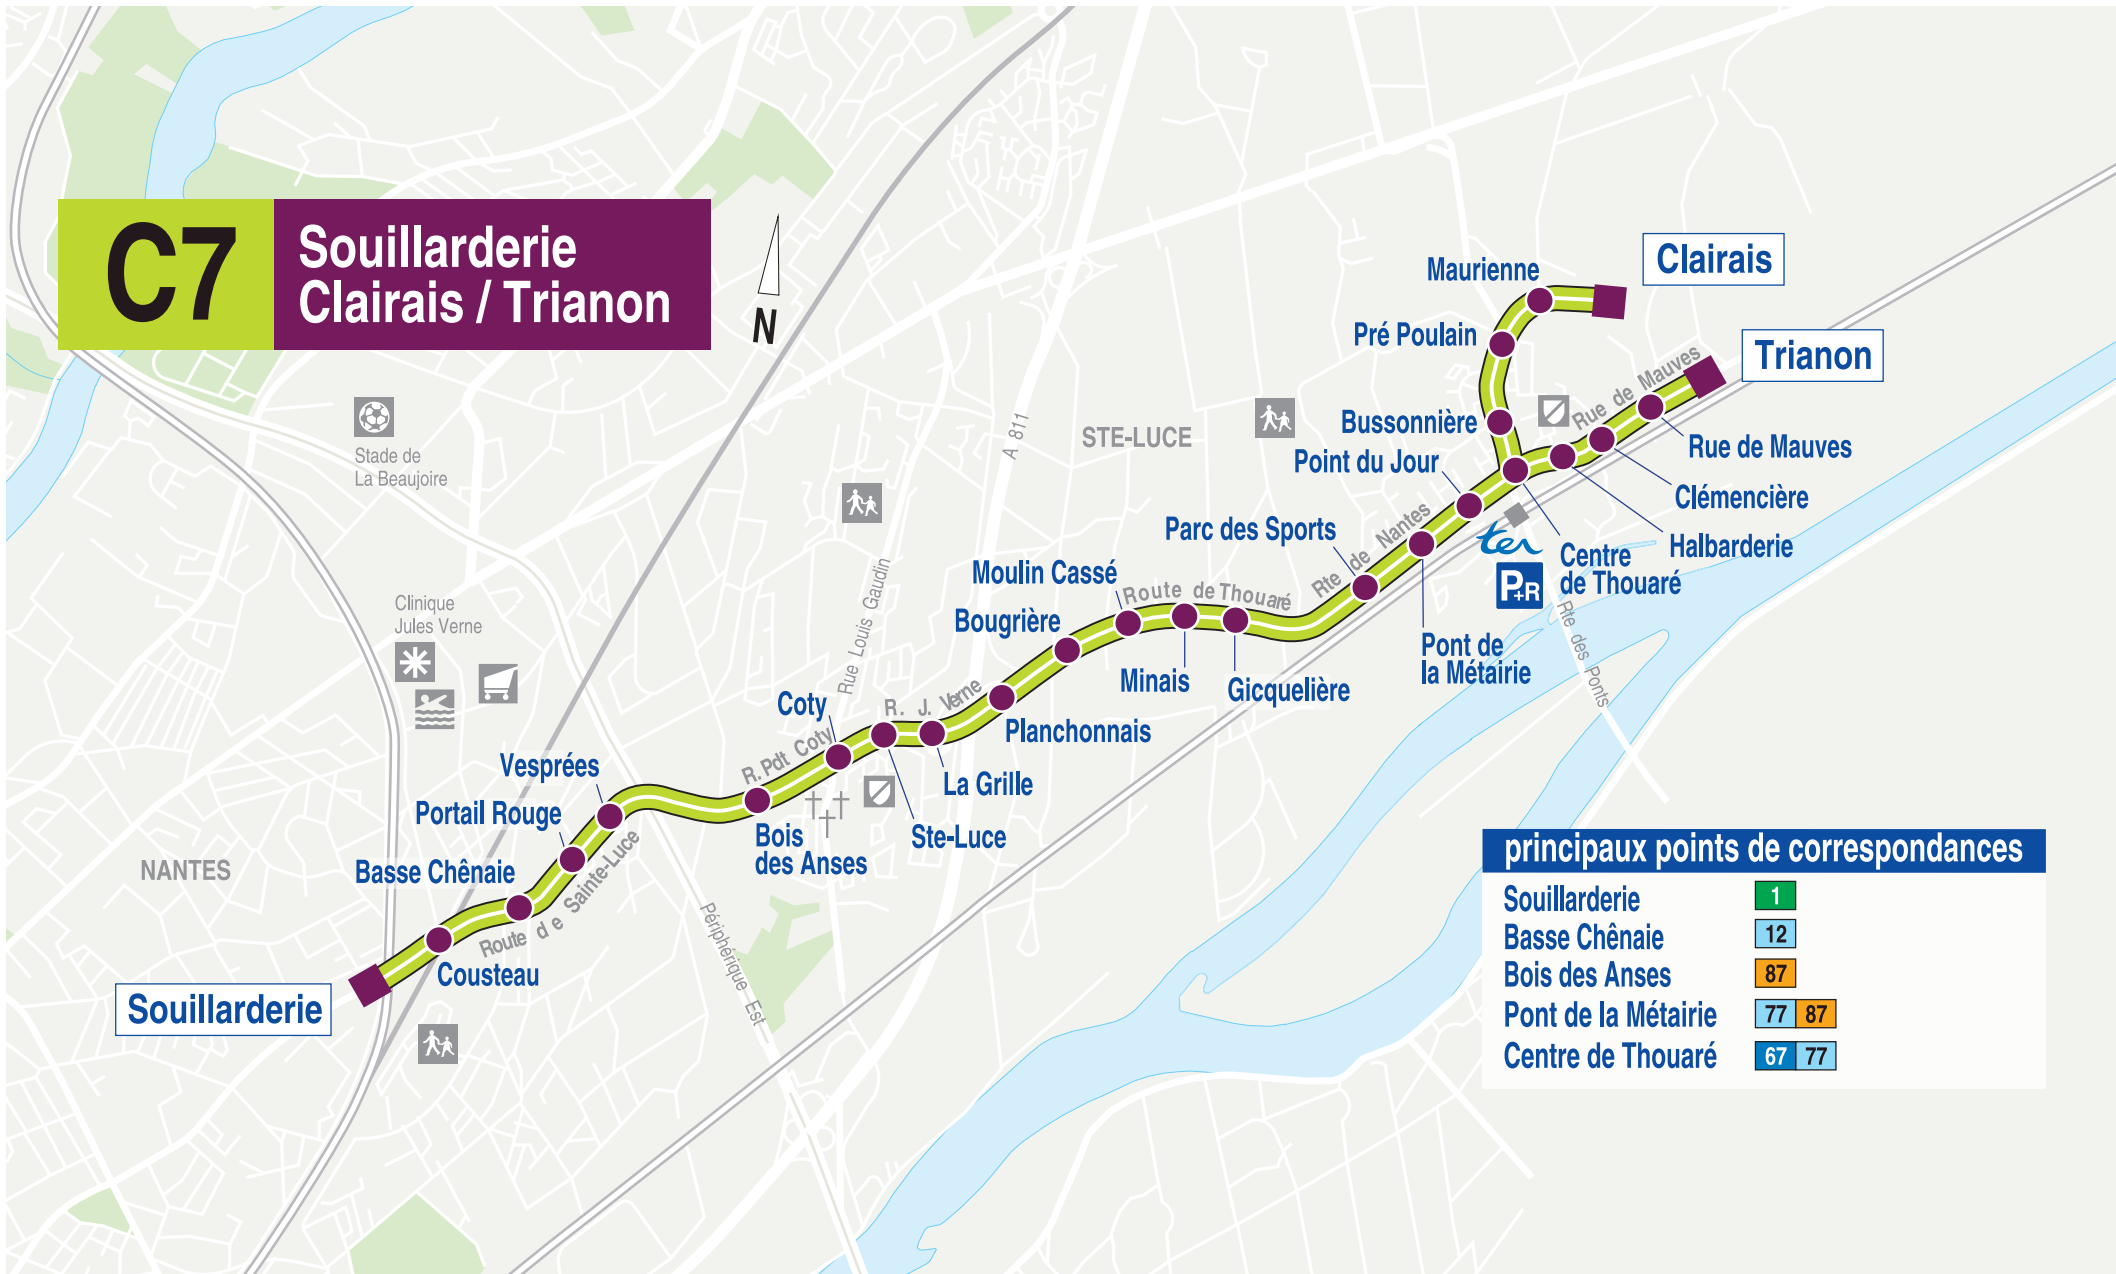 C7
Souillarderie
Clairais / Trianon
N
Clairais
Trianon
Maurienne
Pré Poulain
Bussonnière
Point du Jour
Parc des Sports
Moulin Cassé
Bougrière
Rue de Mauves
Rue de Mauves
Clémencière
Halbarderie
Centre
de Thouaré
ter
P+R
Pont de
la Métairie
Gicquelière
Minais
Planchonnais
La Grille
Ste-Luce
Coty
Bois
des Anses
Vesprées
Portail Rouge
Basse Chênaie
Cousteau
Souillarderie
Stade de
La Beaujoire
Clinique
Jules Verne
NANTES
STE-LUCE
A 811
Rue Louis Gaudin
Route de Thouaré
Rte de Nantes
Rte des Ponts
R. J. Verne
R. Pdt Coty
Route de Sainte-Luce
Périphérique Est
principaux points de correspondances
Souillarderie 1
Basse Chênaie 12
Bois des Anses 87
Pont de la Métairie 77 87
Centre de Thouaré 67 77